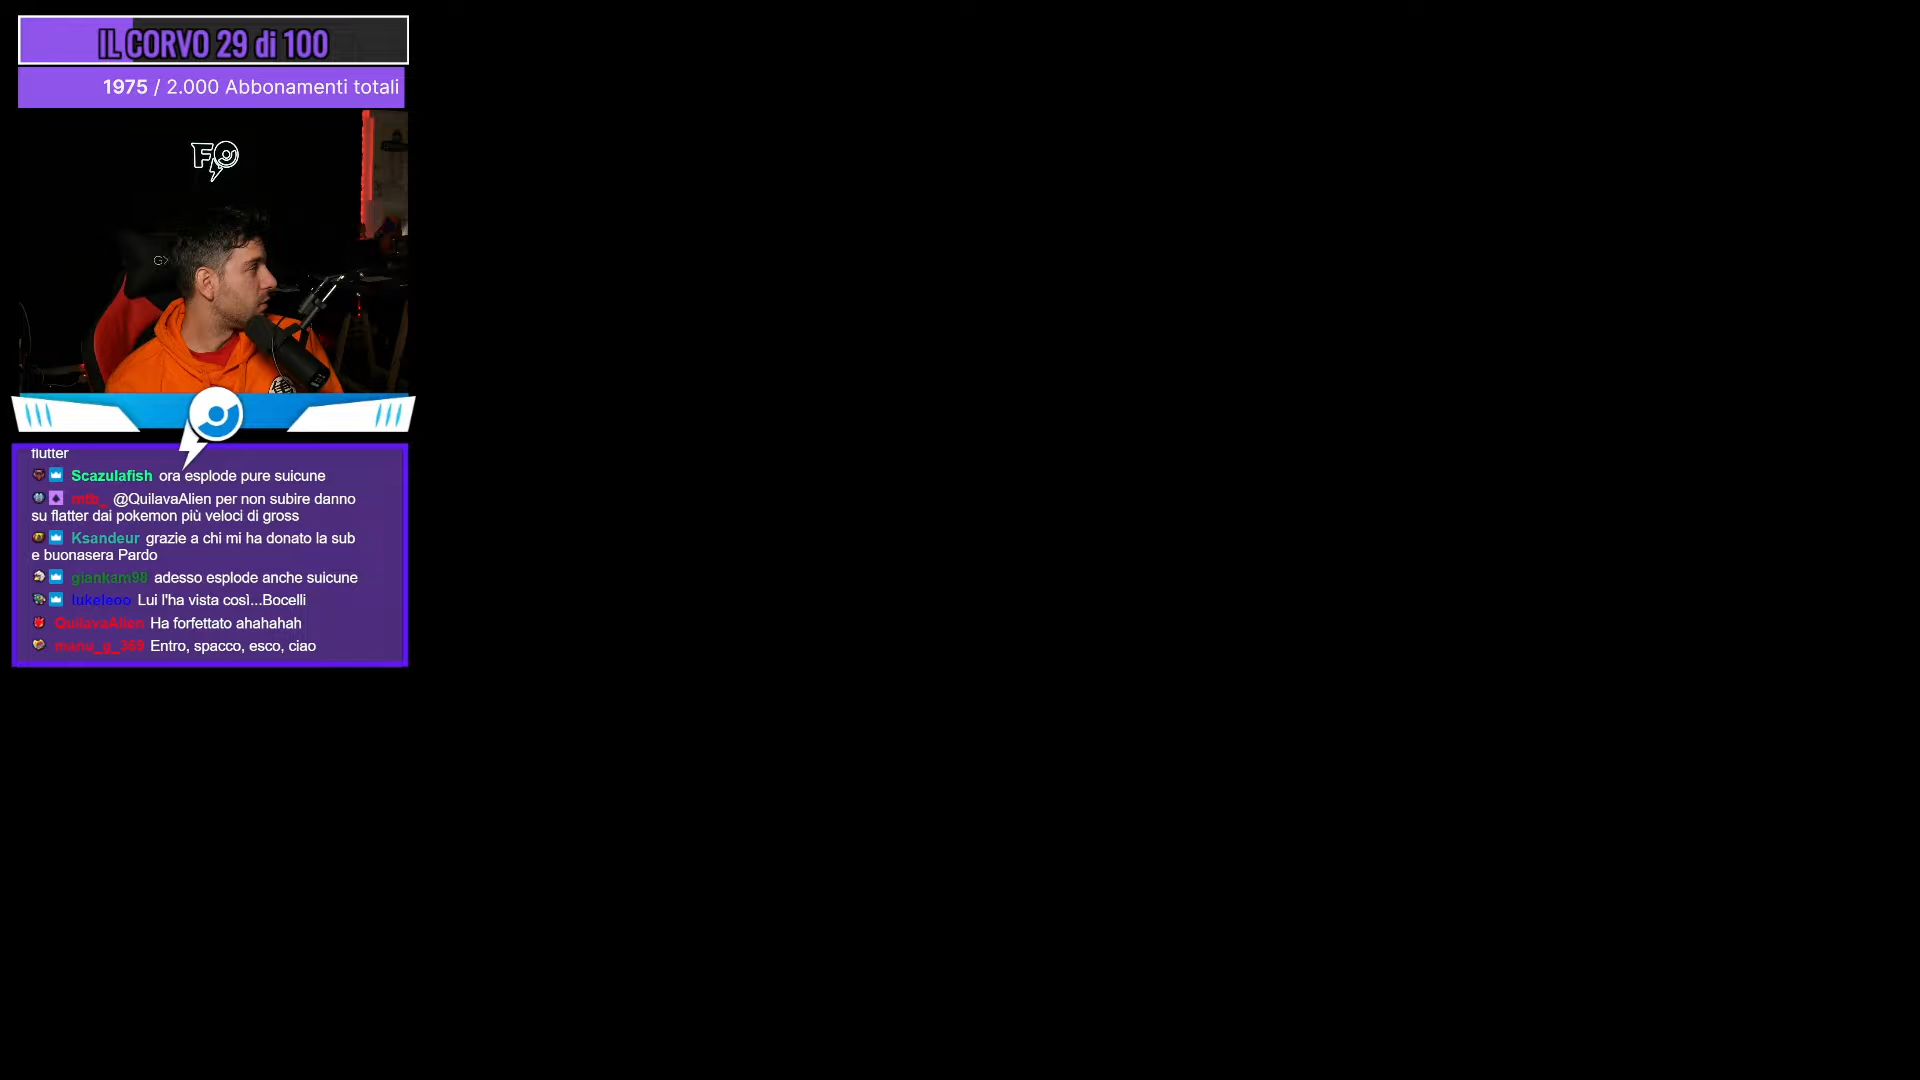 IL CORVO 29 di 100
1975 / 2.000 Abbonamenti totali
flutter
Scazulafish ora esplode pure suicune
mtb_ @QuilavaAlien per non subire danno
su flatter dai pokemon più veloci di gross
Ksandeur grazie a chi mi ha donato la sub
e buonasera Pardo
giankam98 adesso esplode anche suicune
lukeleoo Lui l'ha vista così...Bocelli
QuilavaAlien Ha forfettato ahahahah
manu_g_369 Entro, spacco, esco, ciao